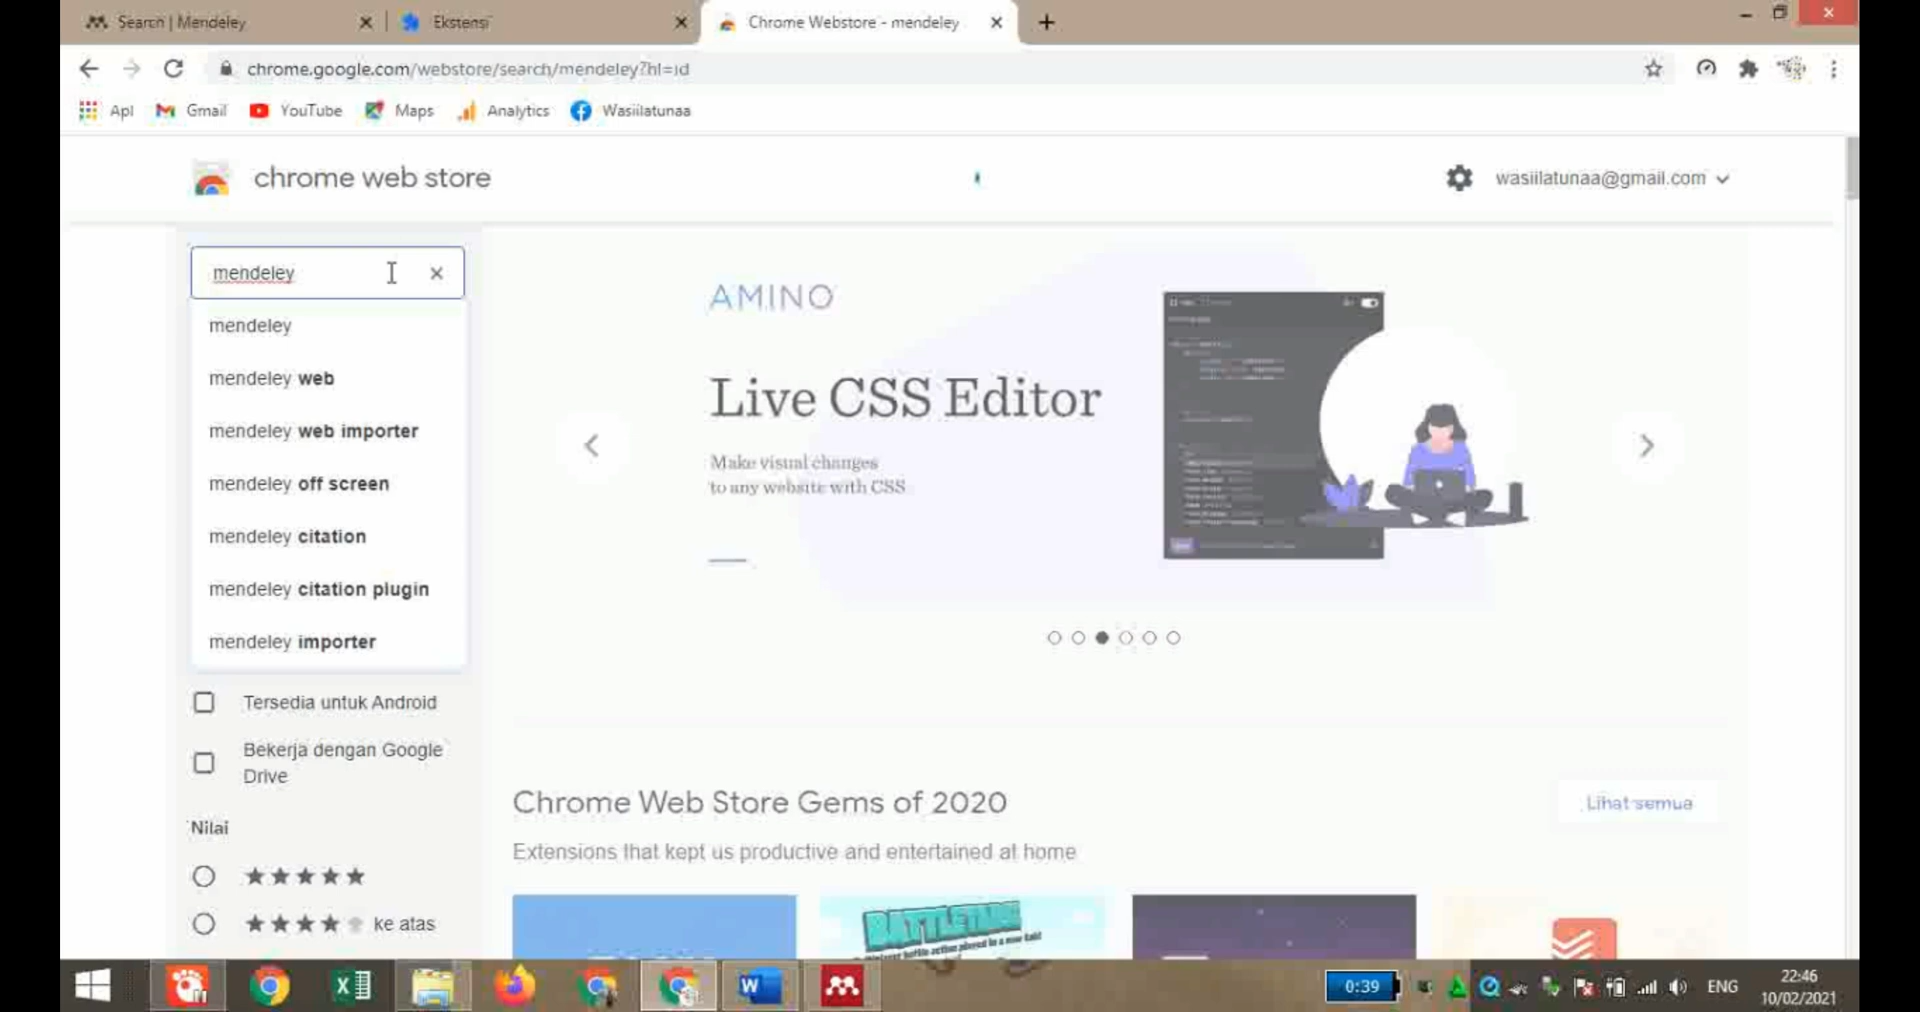 Search | Mendeley
Ekstensi
Chrome Webstore - mendeley
chrome.google.com/webstore/search/mendeley?hl=id
Apl
Gmail
YouTube
Maps
Analytics
Wasiilatunaa
chrome web store
wasiilatunaa@gmail.com
mendeley
mendeley
mendeley web
mendeley web importer
mendeley off screen
mendeley citation
mendeley citation plugin
mendeley importer
Tersedia untuk Android
Bekerja dengan Google
Drive
Nilai
ke atas
AMINO
Live CSS Editor
Make visual changes
to any website with CSS
Chrome Web Store Gems of 2020
Lihat semua
Extensions that kept us productive and entertained at home
BATTLETABS
0:39
ENG
22:46
10/02/2021